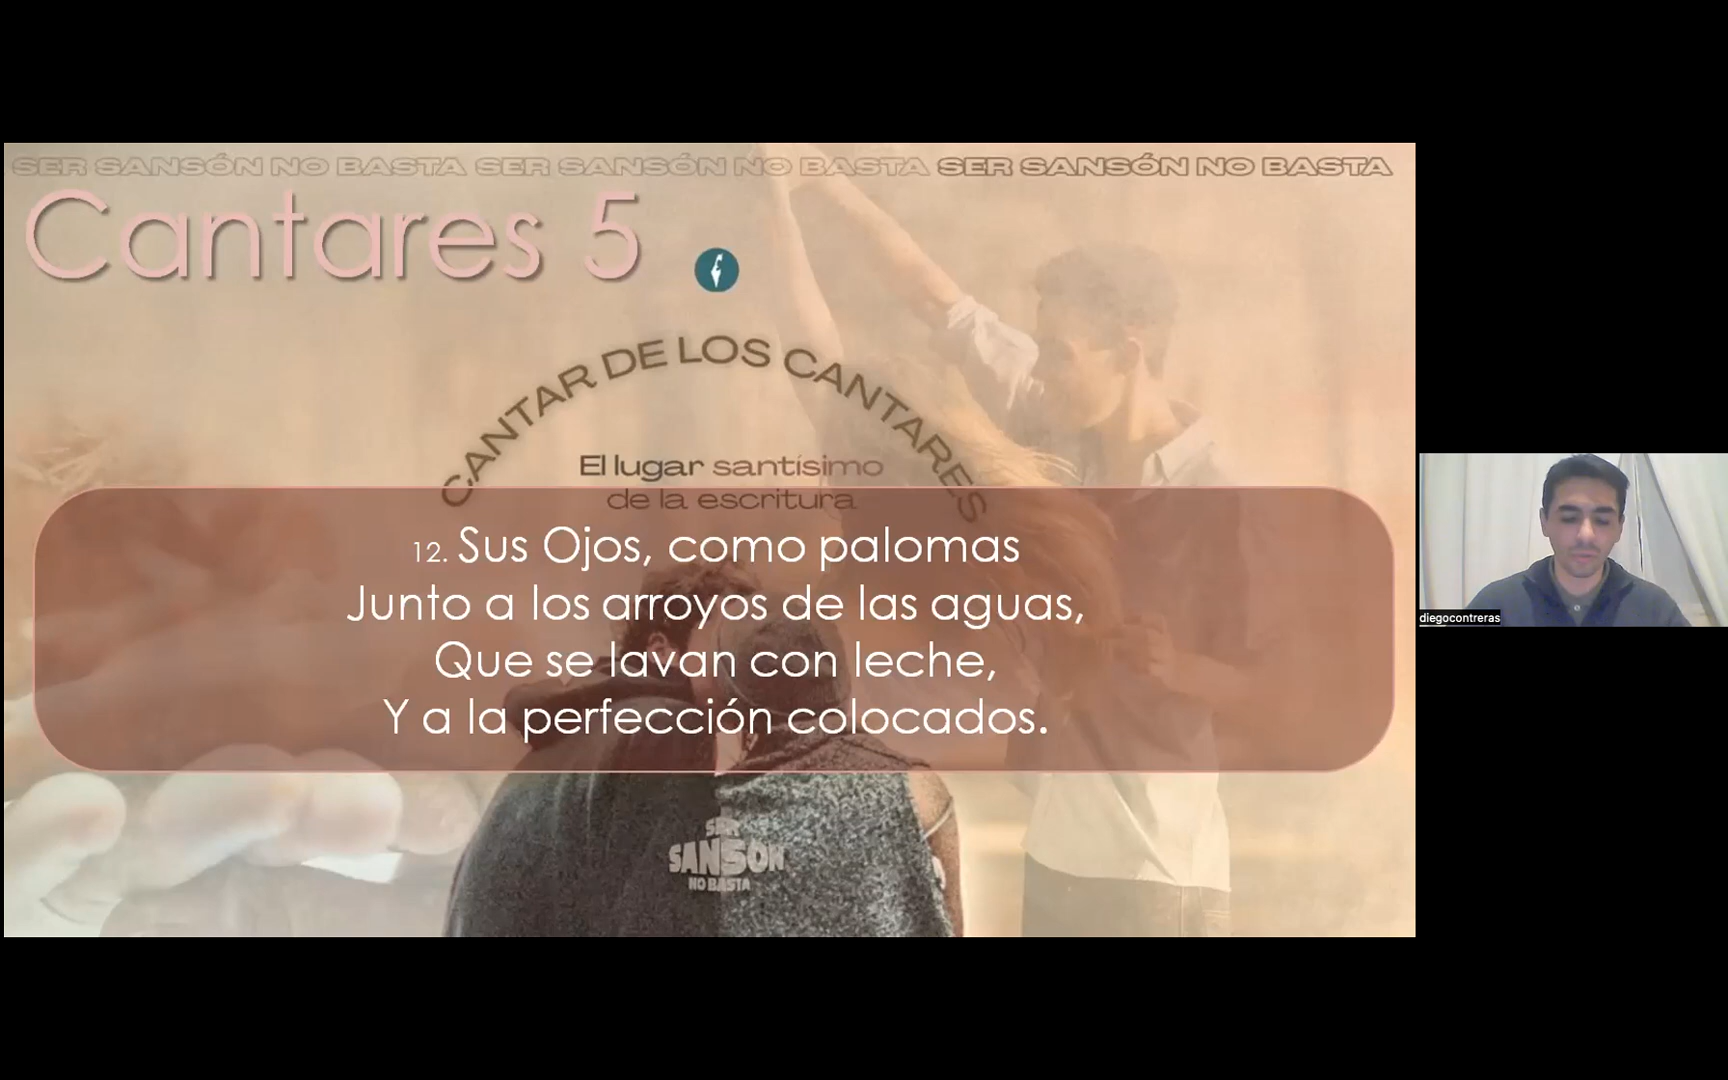 SER SANSÓN NO BASTA SER SANSÓN NO BASTA SER SANSÓN NO BASTA
Cantares 5
CANTAR DE LOS CANTARES
El lugar santísimo
de la escritura
12. Sus Ojos, como palomas
Junto a los arroyos de las aguas,
Que se lavan con leche,
Y a la perfección colocados.
diegocontreras
SER
SANSON
NO BASTA